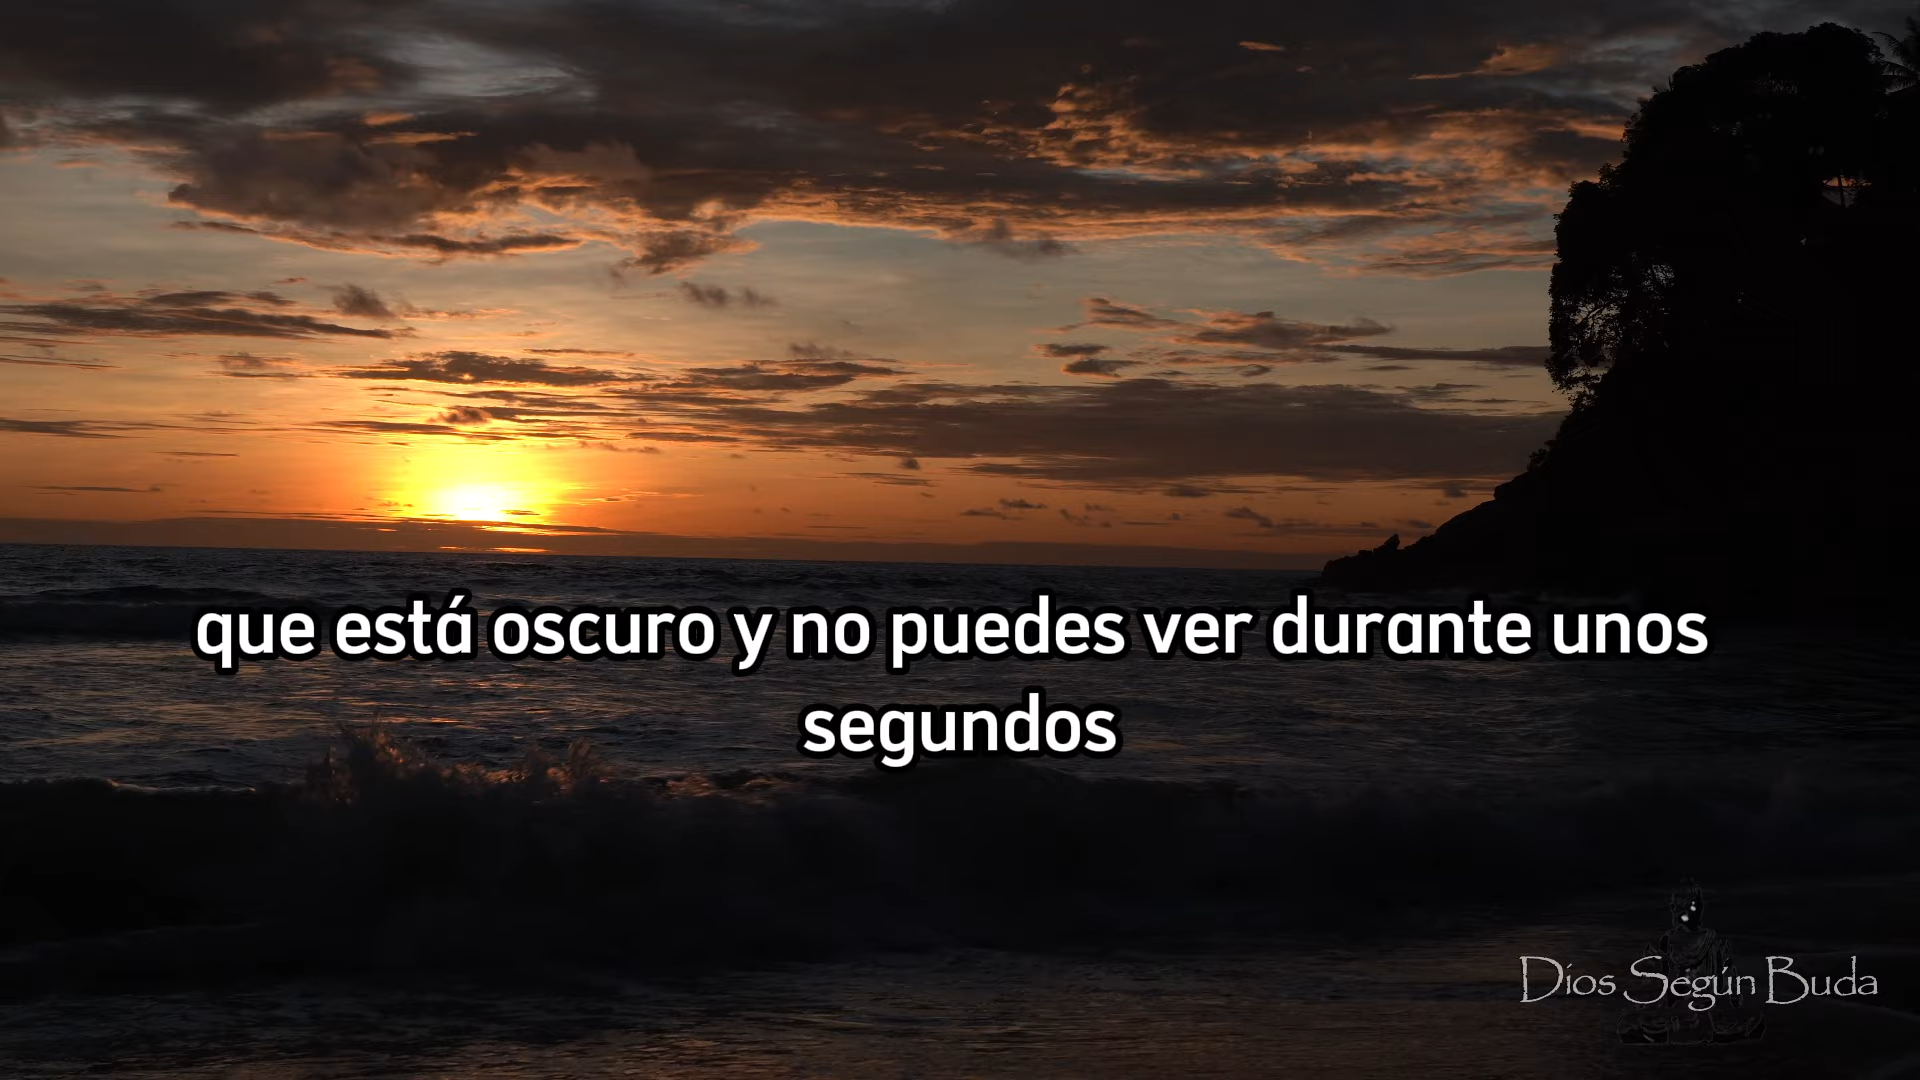 que está oscuro y no puedes ver durante unos
segundos
Dios Según Buda